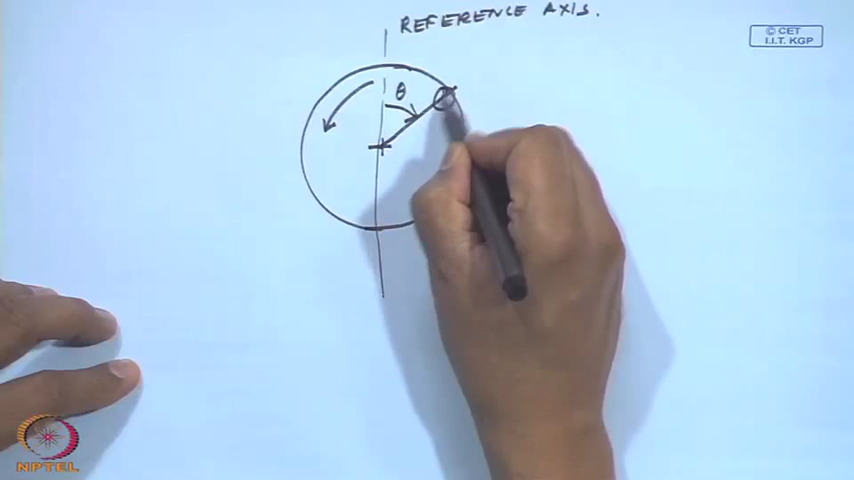 REFERENCE AXIS.
© CET
I.I.T. KGP
θ
NPTEL